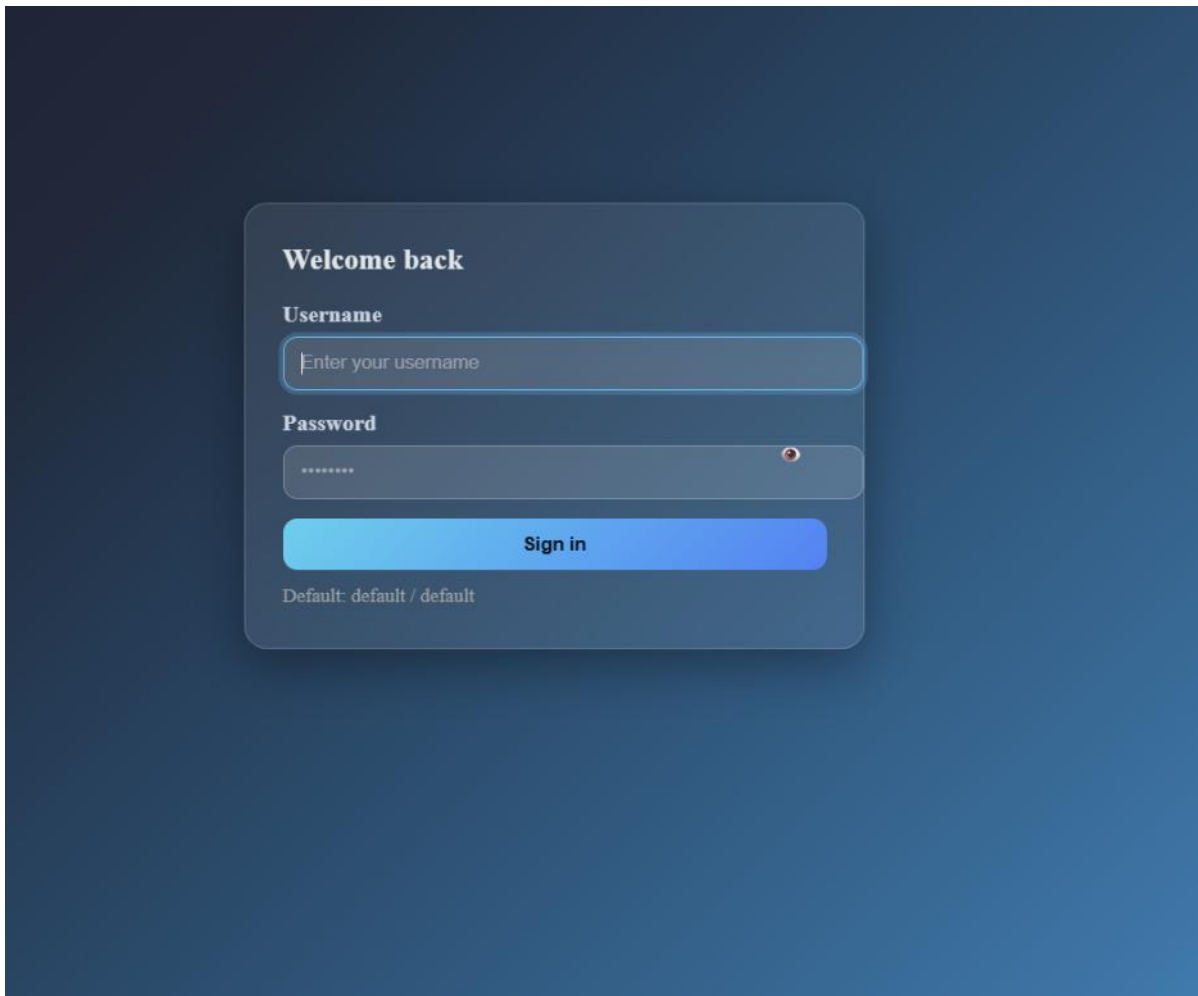 Welcome back
Username
Enter your username
Password
••••••••
Sign in
Default: default / default